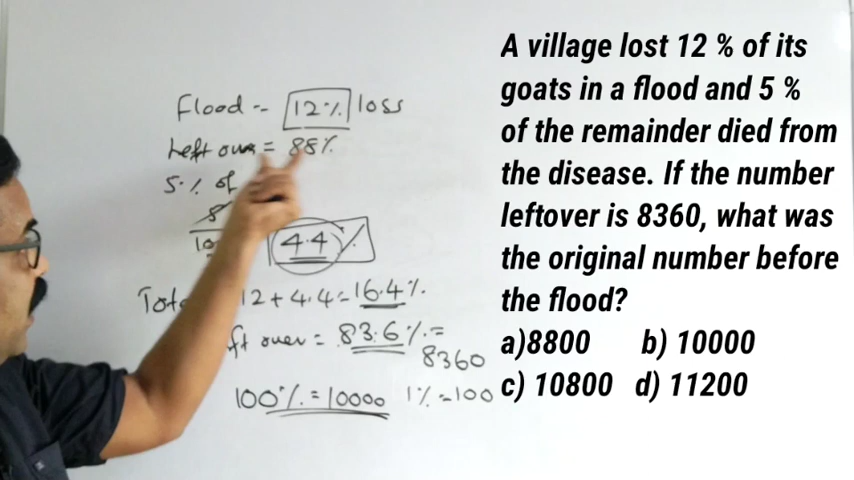 Flood - 12% loss
Left over = 88%
5% of
4.4%
12 + 4.4 = 16.4%
over = 83.6% =
8360
100% = 10000 1% = 100
A village lost 12 % of its
goats in a flood and 5 %
of the remainder died from
the disease. If the number
leftover is 8360, what was
the original number before
the flood?
a)8800 b) 10000
c) 10800 d) 11200